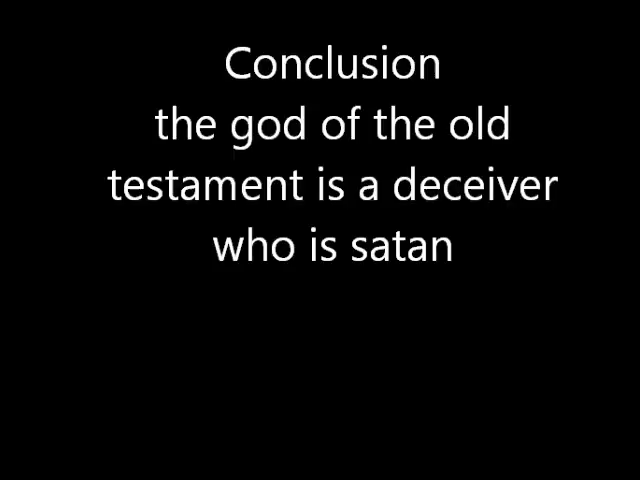 Conclusion
the god of the old
testament is a deceiver
who is satan